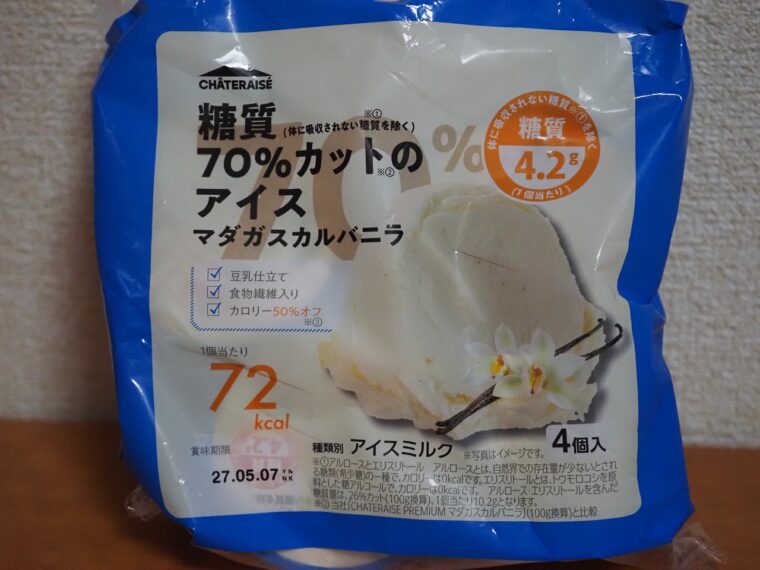 CHÂTERAISÉ
糖質
※①
(体に吸収されない糖質を除く)
70%カットの
※②
アイス
マダガスカルバニラ
70%
体に吸収されない糖質※①を除く
糖質
4.2g
(1個当たり)
豆乳仕立て
食物繊維入り
カロリー50%オフ
※②
1個当たり
72
kcal
賞味期限
27.05.07 YN
NK
種類別 アイスミルク ※写真はイメージです。
4個入
※①アルロースとエリスリトール アルロースとは、自然界での存在量が少ないとされ
る糖類(希少糖)の一種で、カロリーは0kcalです。エリスリトールとは、トウモロコシを原
料とした糖アルコールで、カロリーは0kcalです。 アルロース・エリスリトールを含んだ
糖質量は、26%カット(100g換算)、1個当たり10.2gとなります。
※② 当社「CHATERAISE PREMIUM マダガスカルバニラ」(100g換算)と比較